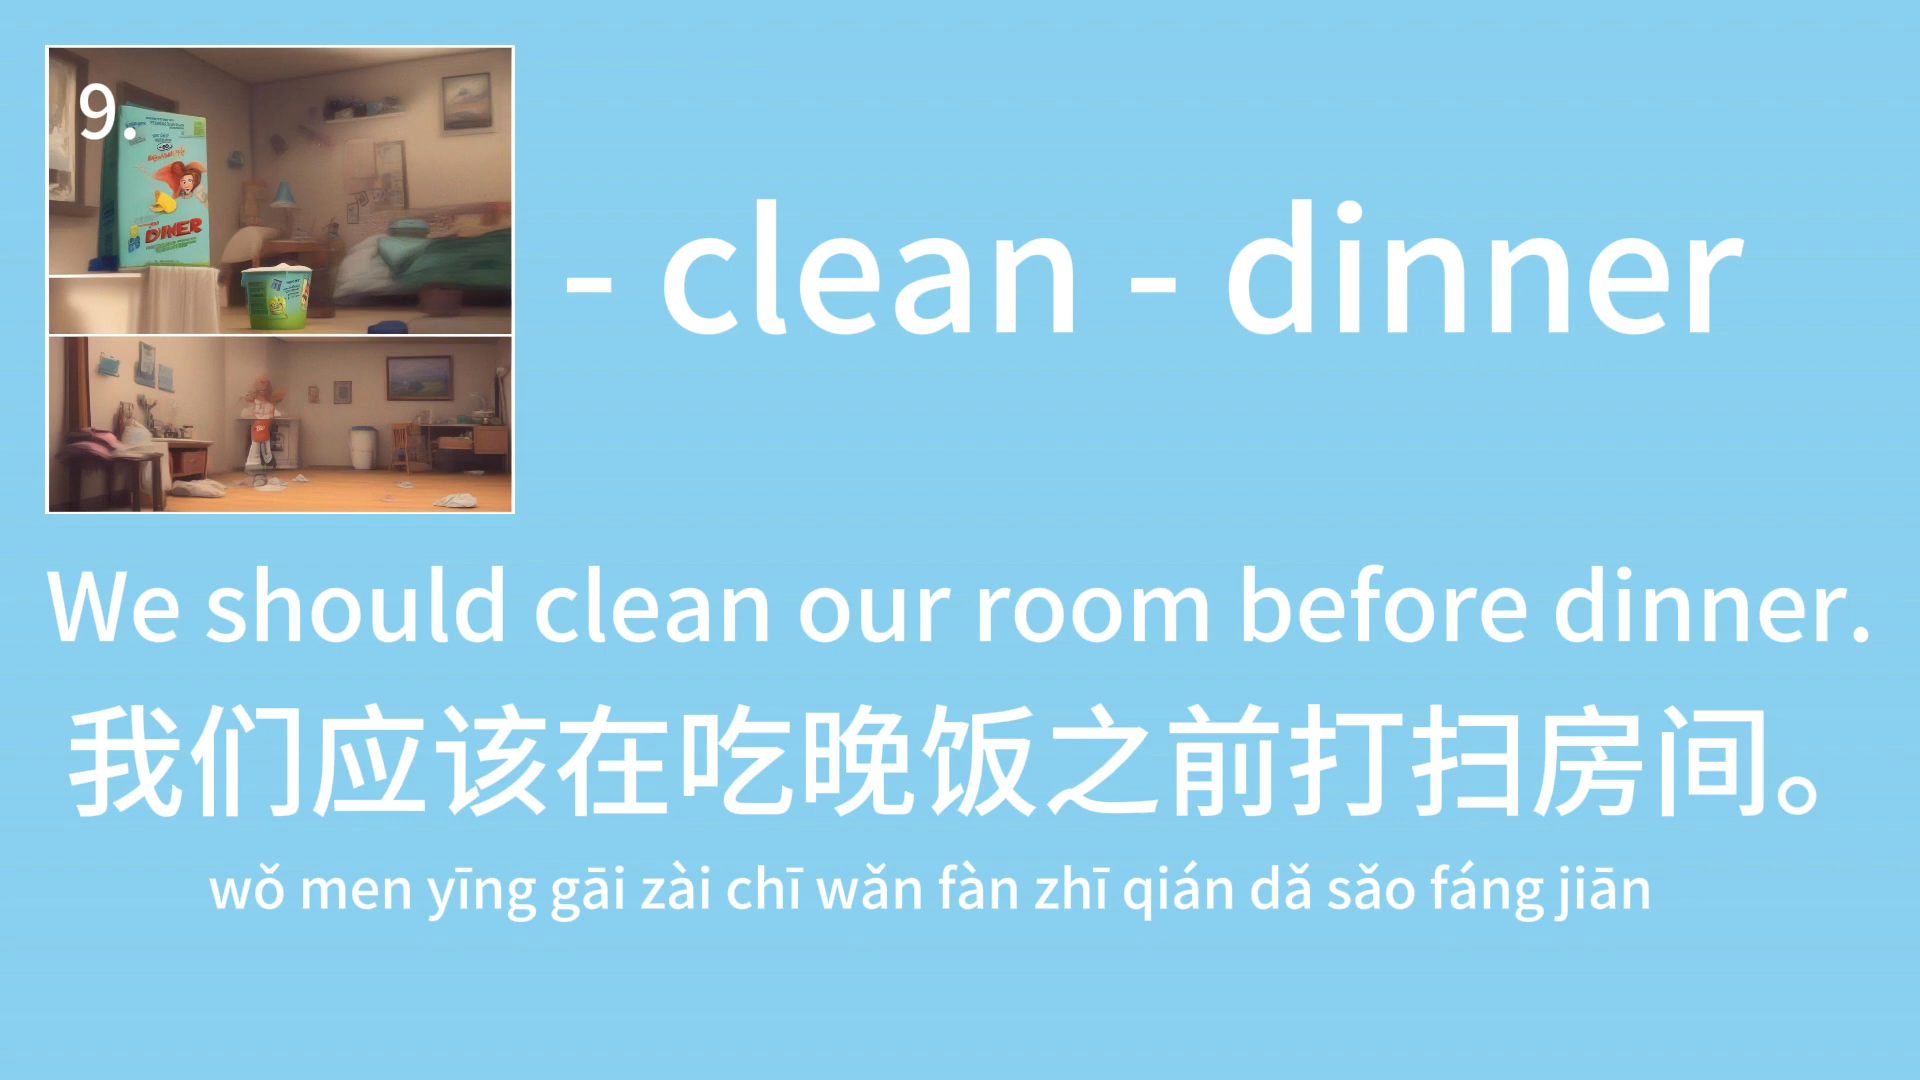 9.
DINER
- clean - dinner
We should clean our room before dinner.
我们应该在吃晚饭之前打扫房间。
wǒ men yīng gāi zài chī wǎn fàn zhī qián dǎ sǎo fáng jiān